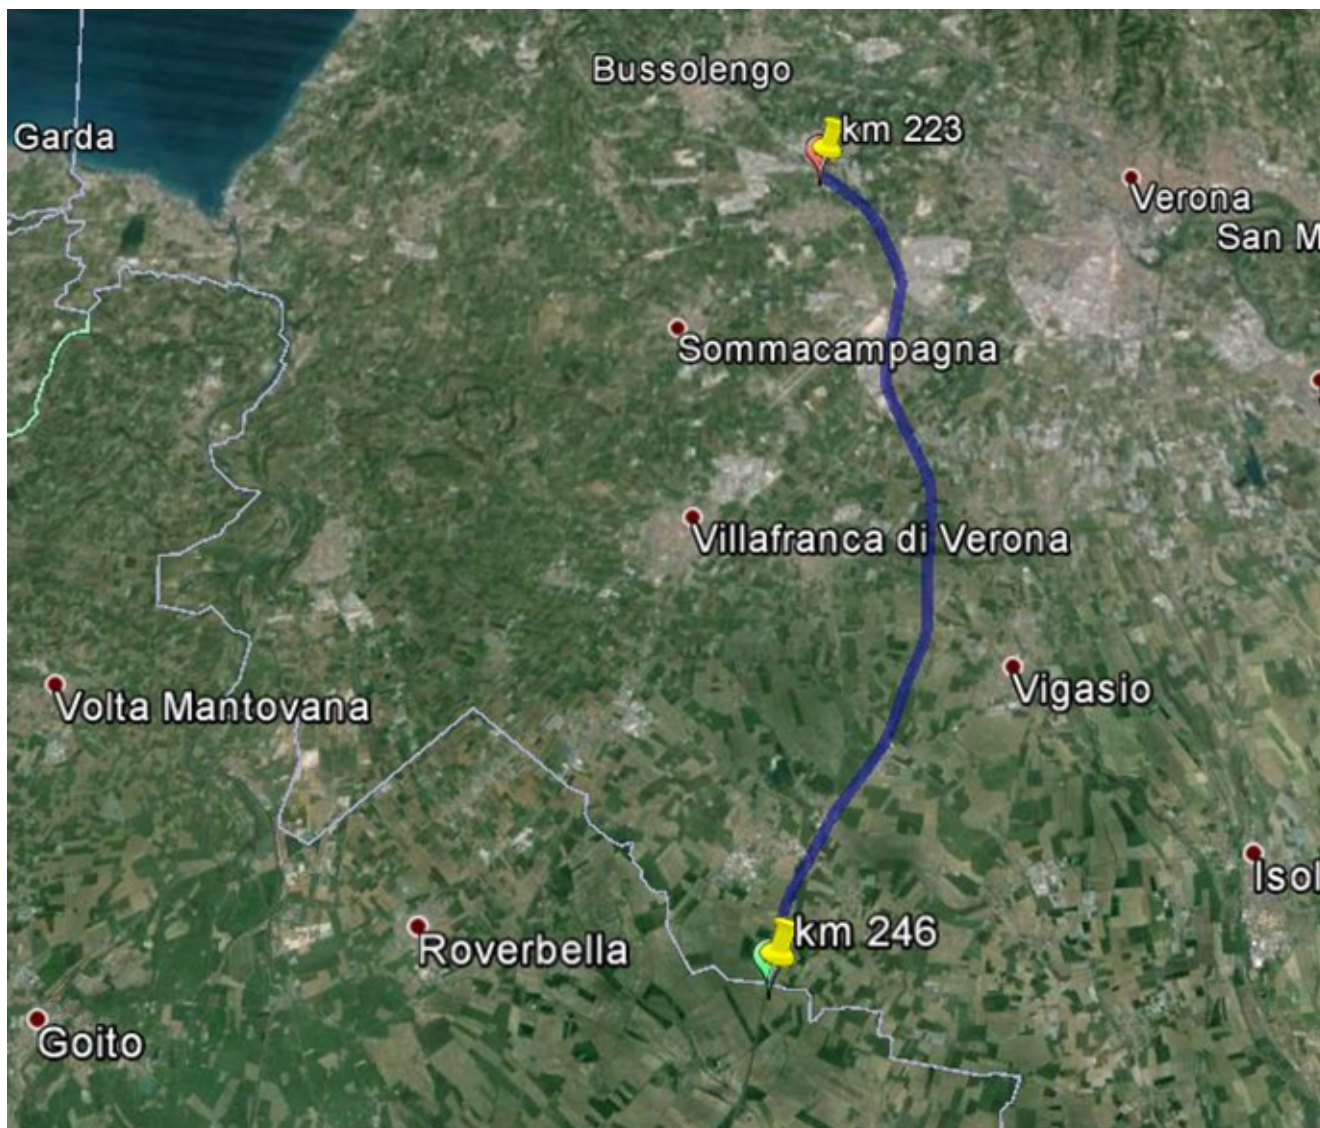 Bussolengo
km 223
Garda
Verona
San M
Sommacampagna
Villafranca di Verona
Vigasio
Volta Mantovana
Isol
km 246
Roverbella
Goito